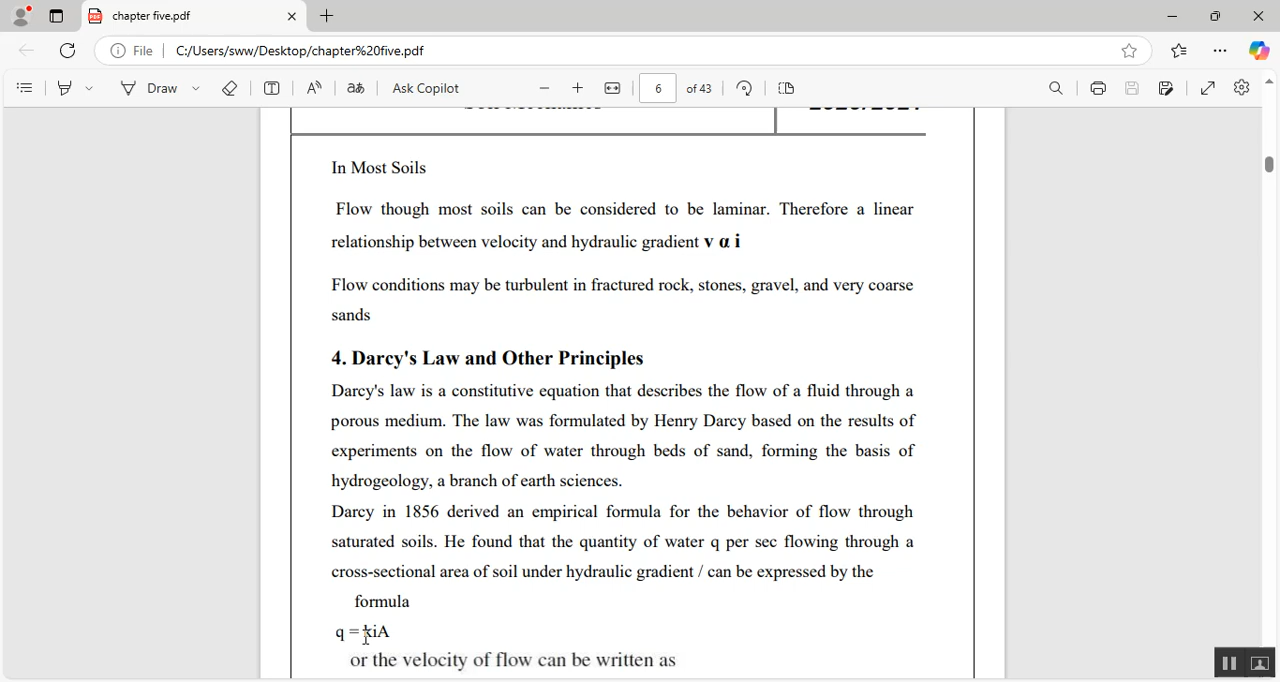 chapter five.pdf
File
C:/Users/sww/Desktop/chapter%20five.pdf
Draw
aあ
Ask Copilot
6
of 43
In Most Soils
Flow though most soils can be considered to be laminar. Therefore a linear
relationship between velocity and hydraulic gradient v α i
Flow conditions may be turbulent in fractured rock, stones, gravel, and very coarse
sands
4. Darcy's Law and Other Principles
Darcy's law is a constitutive equation that describes the flow of a fluid through a
porous medium. The law was formulated by Henry Darcy based on the results of
experiments on the flow of water through beds of sand, forming the basis of
hydrogeology, a branch of earth sciences.
Darcy in 1856 derived an empirical formula for the behavior of flow through
saturated soils. He found that the quantity of water q per sec flowing through a
cross-sectional area of soil under hydraulic gradient / can be expressed by the
formula
q = kiA
or the velocity of flow can be written as